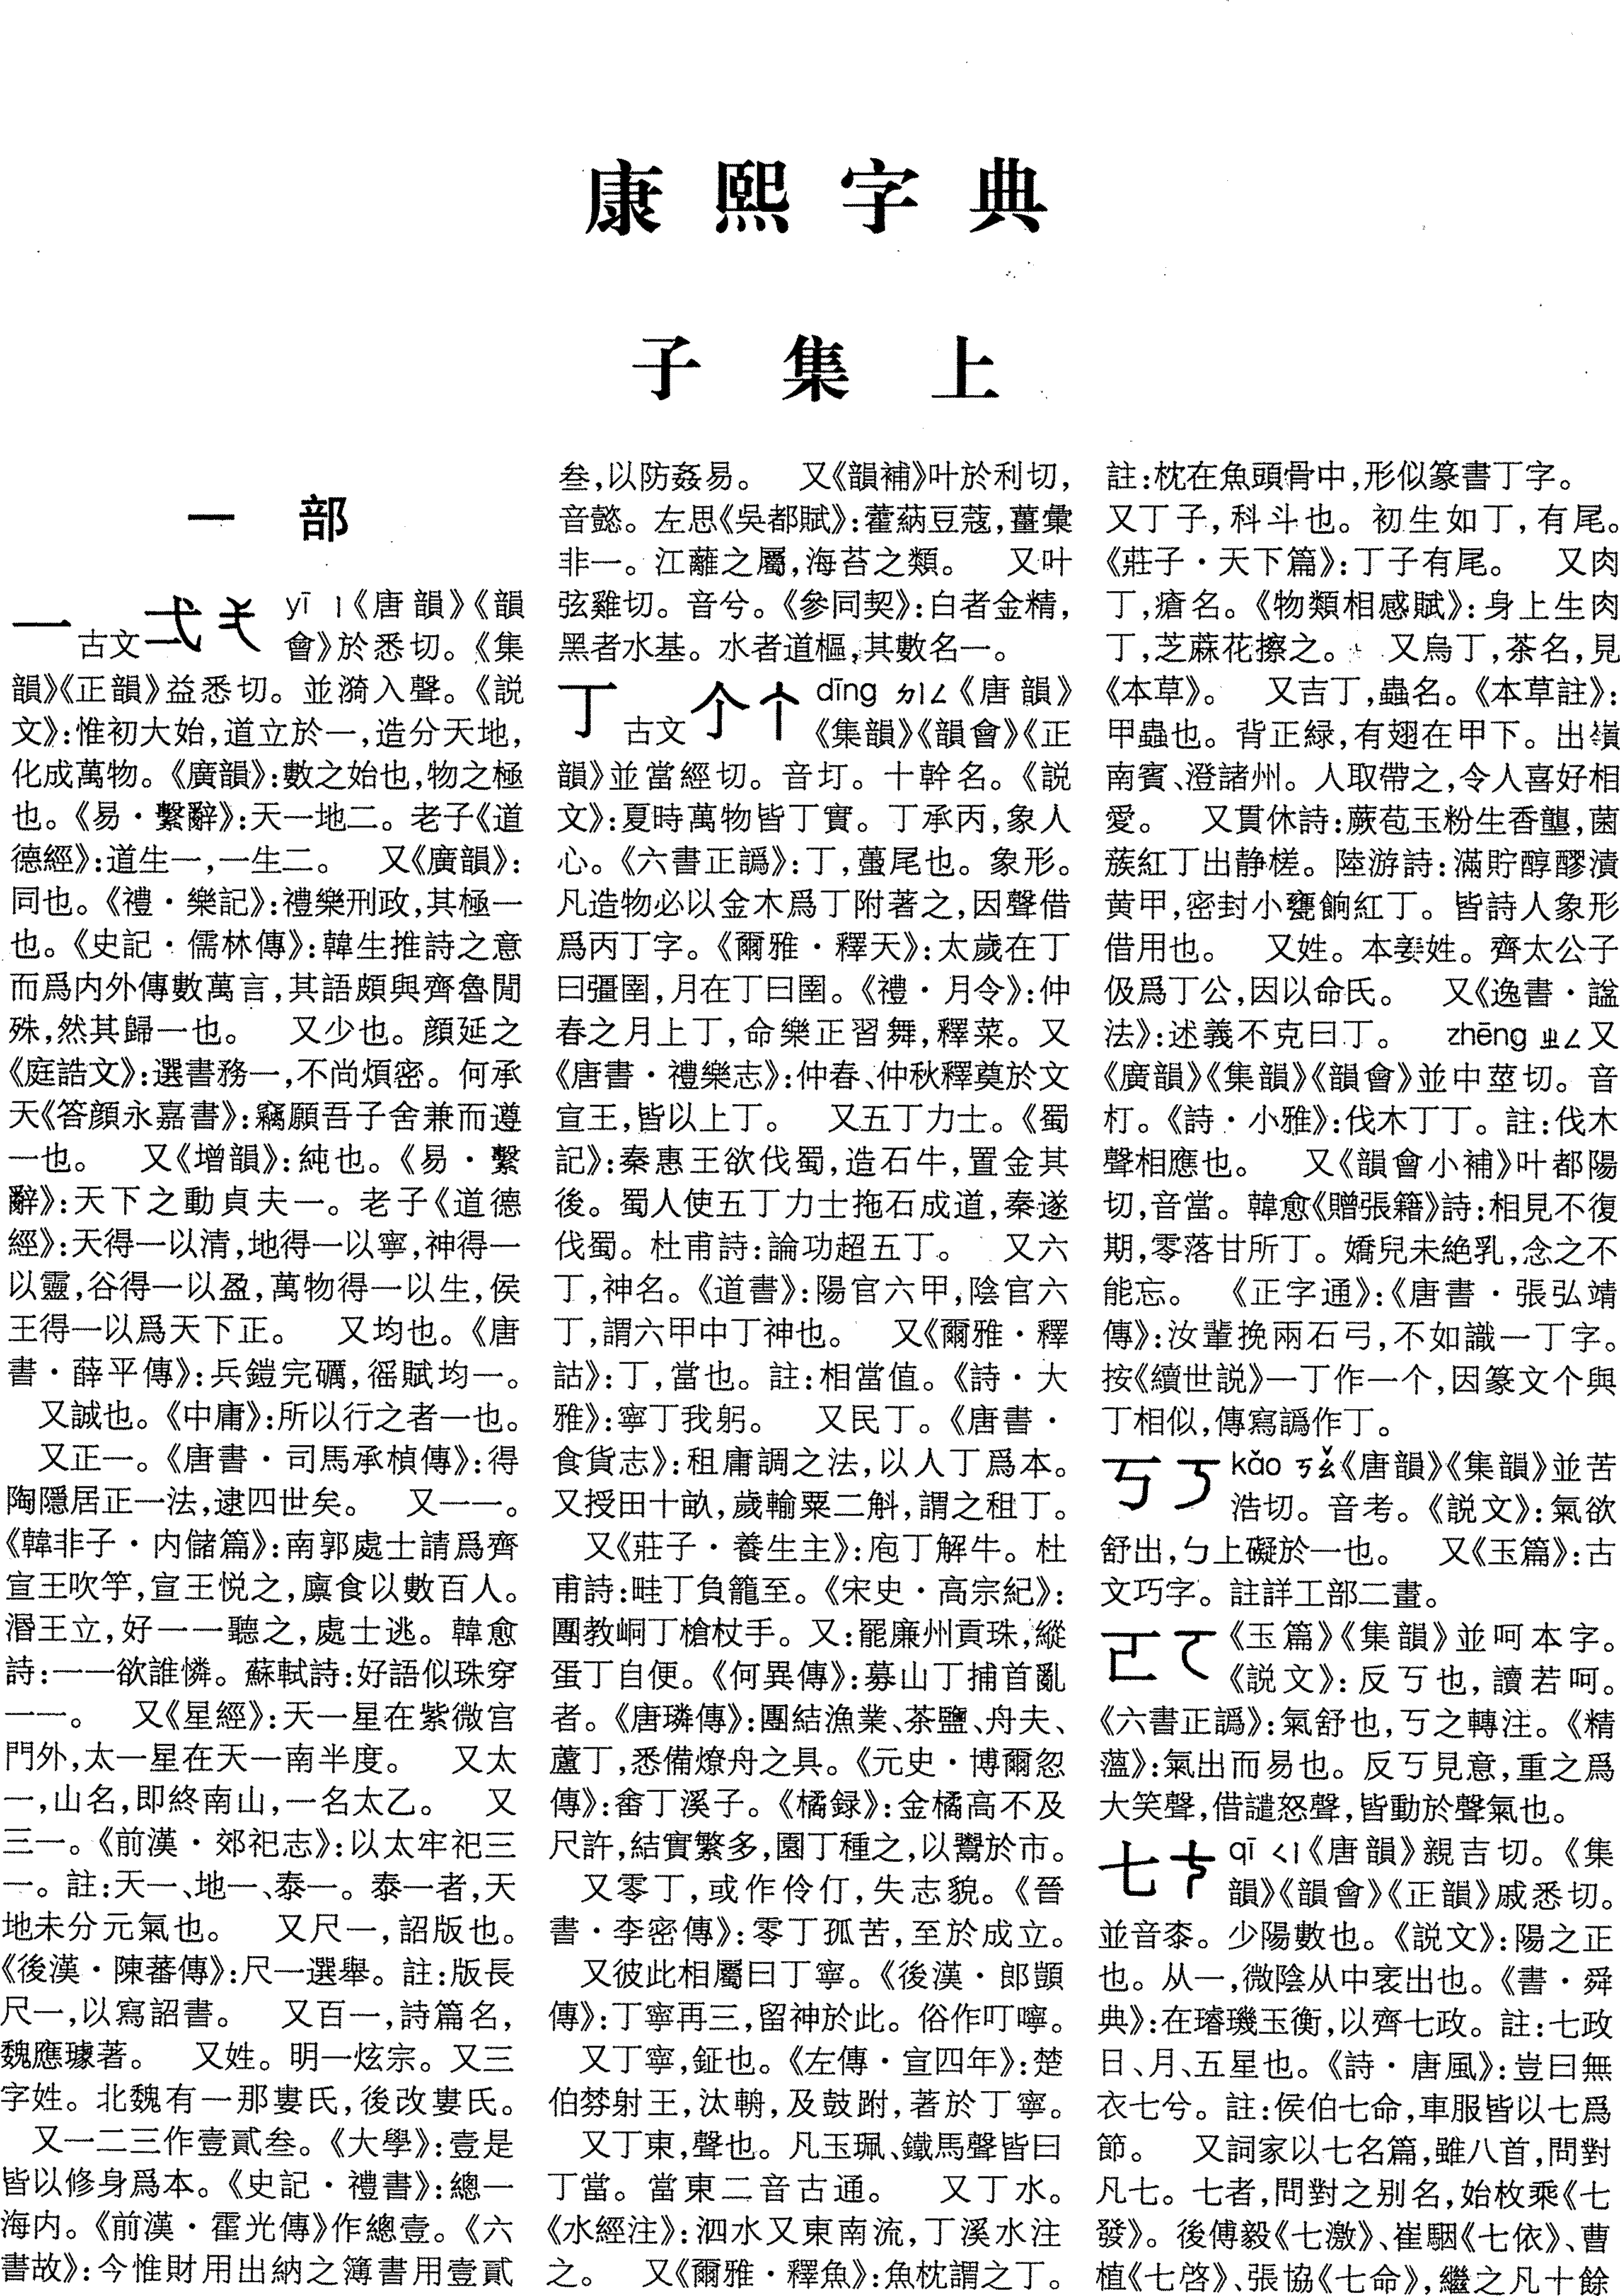 康熙字典
子集上
一部
一 古文弌 yī ㄧ《唐韻》《韻
會》於悉切。《集
韻》《正韻》益悉切。並漪入聲。《説
文》:惟初大始,道立於一,造分天地,
化成萬物。《廣韻》:數之始也,物之極
也。《易·繫辭》:天一地二。老子《道
德經》:道生一,一生二。 又《廣韻》:
同也。《禮·樂記》:禮樂刑政,其極一
也。《史記·儒林傳》:韓生推詩之意
而爲内外傳數萬言,其語頗與齊魯閒
殊,然其歸一也。 又少也。顔延之
《庭誥文》:選書務一,不尚煩密。何承
天《答顔永嘉書》:竊願吾子舍兼而遵
一也。 又《增韻》:純也。《易·繫
辭》:天下之動貞夫一。老子《道德
經》:天得一以清,地得一以寧,神得一
以靈,谷得一以盈,萬物得一以生,侯
王得一以爲天下正。 又均也。《唐
書·薛平傳》:兵鎧完礪,徭賦均一。
又誠也。《中庸》:所以行之者一也。
又正一。《唐書·司馬承楨傳》:得
陶隱居正一法,逮四世矣。 又一一。
《韓非子·内儲篇》:南郭處士請爲齊
宣王吹竽,宣王悦之,廪食以數百人。
湣王立,好一一聽之,處士逃。韓愈
詩:一一欲誰憐。蘇軾詩:好語似珠穿
一一。 又《星經》:天一星在紫微宫
門外,太一星在天一南半度。 又太
一,山名,即終南山,一名太乙。 又
三一。《前漢·郊祀志》:以太牢祀三
一。註:天一、地一、泰一。泰一者,天
地未分元氣也。 又尺一,詔版也。
《後漢·陳蕃傳》:尺一選舉。註:版長
尺一,以寫詔書。 又百一,詩篇名,
魏應璩著。 又姓。明一炫宗。又三
字姓。北魏有一那婁氏,後改婁氏。
又一二三作壹貳叁。《大學》:壹是
皆以修身爲本。《史記·禮書》:總一
海内。《前漢·霍光傳》作總壹。《六
書故》:今惟財用出納之簿書用壹貳
叁,以防姦易。 又《韻補》叶於利切,
音懿。左思《吳都賦》:藿蒳豆蔻,薑彙
非一。江蘺之屬,海苔之類。 又叶
弦雞切。音兮。《參同契》:白者金精,
黑者水基。水者道樞,其數名一。
丁 古文个 dīng ㄉㄧㄥ《唐韻》
《集韻》《韻會》《正
韻》並當經切。音玎。十幹名。《説
文》:夏時萬物皆丁實。丁承丙,象人
心。《六書正譌》:丁,蠆尾也。象形。
凡造物必以金木爲丁附著之,因聲借
爲丙丁字。《爾雅·釋天》:太歲在丁
曰彊圉,月在丁曰圉。《禮·月令》:仲
春之月上丁,命樂正習舞,釋菜。又
《唐書·禮樂志》:仲春、仲秋釋奠於文
宣王,皆以上丁。 又五丁力士。《蜀
記》:秦惠王欲伐蜀,造石牛,置金其
後。蜀人使五丁力士拖石成道,秦遂
伐蜀。杜甫詩:論功超五丁。 又六
丁,神名。《道書》:陽官六甲,陰官六
丁,謂六甲中丁神也。 又《爾雅·釋
詁》:丁,當也。註:相當值。《詩·大
雅》:寧丁我躬。 又民丁。《唐書·
食貨志》:租庸調之法,以人丁爲本。
又授田十畝,歲輸粟二斛,謂之租丁。
又《莊子·養生主》:庖丁解牛。杜
甫詩:畦丁負籠至。《宋史·高宗紀》:
團教峒丁槍杖手。又:罷廉州貢珠,縱
蛋丁自便。《何異傳》:募山丁捕首亂
者。《唐璘傳》:團結漁業、茶鹽、舟夫、
蘆丁,悉備燎舟之具。《元史·博爾忽
傳》:畬丁溪子。《橘録》:金橘高不及
尺許,結實繁多,園丁種之,以鬻於市。
又零丁,或作伶仃,失志貌。《晉
書·李密傳》:零丁孤苦,至於成立。
又彼此相屬曰丁寧。《後漢·郎顗
傳》:丁寧再三,留神於此。俗作叮嚀。
又丁寧,鉦也。《左傳·宣四年》:楚
伯棼射王,汰輈,及鼓跗,著於丁寧。
又丁東,聲也。凡玉珮、鐵馬聲皆曰
丁當。當東二音古通。 又丁水。
《水經注》:泗水又東南流,丁溪水注
之。 又《爾雅·釋魚》:魚枕謂之丁。
註:枕在魚頭骨中,形似篆書丁字。
又丁子,科斗也。初生如丁,有尾。
《莊子·天下篇》:丁子有尾。 又肉
丁,瘡名。《物類相感賦》:身上生肉
丁,芝蔴花擦之。 又烏丁,茶名,見
《本草》。 又吉丁,蟲名。《本草註》:
甲蟲也。背正緑,有翅在甲下。出嶺
南賓、澄諸州。人取帶之,令人喜好相
愛。 又貫休詩:蕨苞玉粉生香壟,菌
蔟紅丁出静槎。陸游詩:滿貯醇醪漬
黄甲,密封小甕餉紅丁。皆詩人象形
借用也。 又姓。本姜姓。齊太公子
伋爲丁公,因以命氏。 又《逸書·謚
法》:述義不克曰丁。 zhēng ㄓㄥ又
《廣韻》《集韻》《韻會》並中莖切。音
朾。《詩·小雅》:伐木丁丁。註:伐木
聲相應也。 又《韻會小補》叶都陽
切,音當。韓愈《贈張籍》詩:相見不復
期,零落甘所丁。嬌兒未絶乳,念之不
能忘。 《正字通》:《唐書·張弘靖
傳》:汝輩挽兩石弓,不如識一丁字。
按《續世説》一丁作一个,因篆文个與
丁相似,傳寫譌作丁。
丂 kǎo ㄎㄠˇ《唐韻》《集韻》並苦
浩切。音考。《説文》:氣欲
舒出,ㄅ上礙於一也。 又《玉篇》:古
文巧字。註詳工部二畫。
《玉篇》《集韻》並呵本字。
《説文》:反丂也,讀若呵。
《六書正譌》:氣舒也,丂之轉注。《精
薀》:氣出而易也。反丂見意,重之爲
大笑聲,借譴怒聲,皆動於聲氣也。
七 qī ㄑㄧ《唐韻》親吉切。《集
韻》《韻會》《正韻》戚悉切。
並音桼。少陽數也。《説文》:陽之正
也。从一,微陰从中衺出也。《書·舜
典》:在璿璣玉衡,以齊七政。註:七政
日、月、五星也。《詩·唐風》:豈曰無
衣七兮。註:侯伯七命,車服皆以七爲
節。 又詞家以七名篇,雖八首,問對
凡七。七者,問對之别名,始枚乘《七
發》。後傅毅《七激》、崔駰《七依》、曹
植《七啓》、張協《七命》,繼之凡十餘